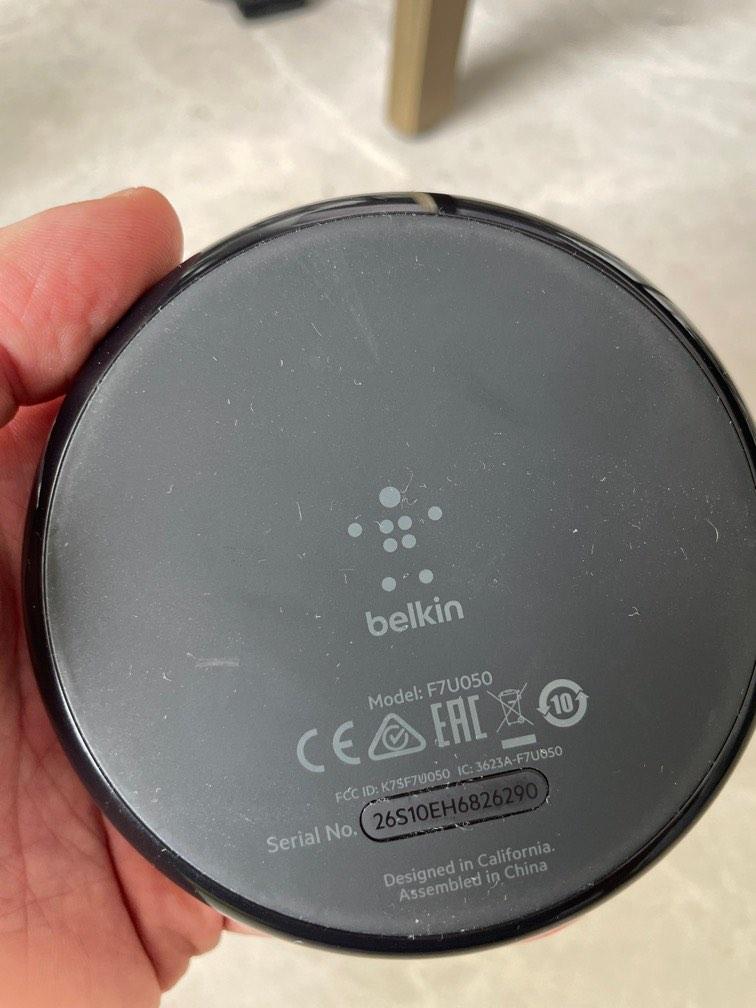 belkin
Model: F7U050
CE EAC 10
FCC ID: K7SF7U050 IC: 3623A-F7U050
Serial No. 26S10EH6826290
Designed in California.
Assembled in China